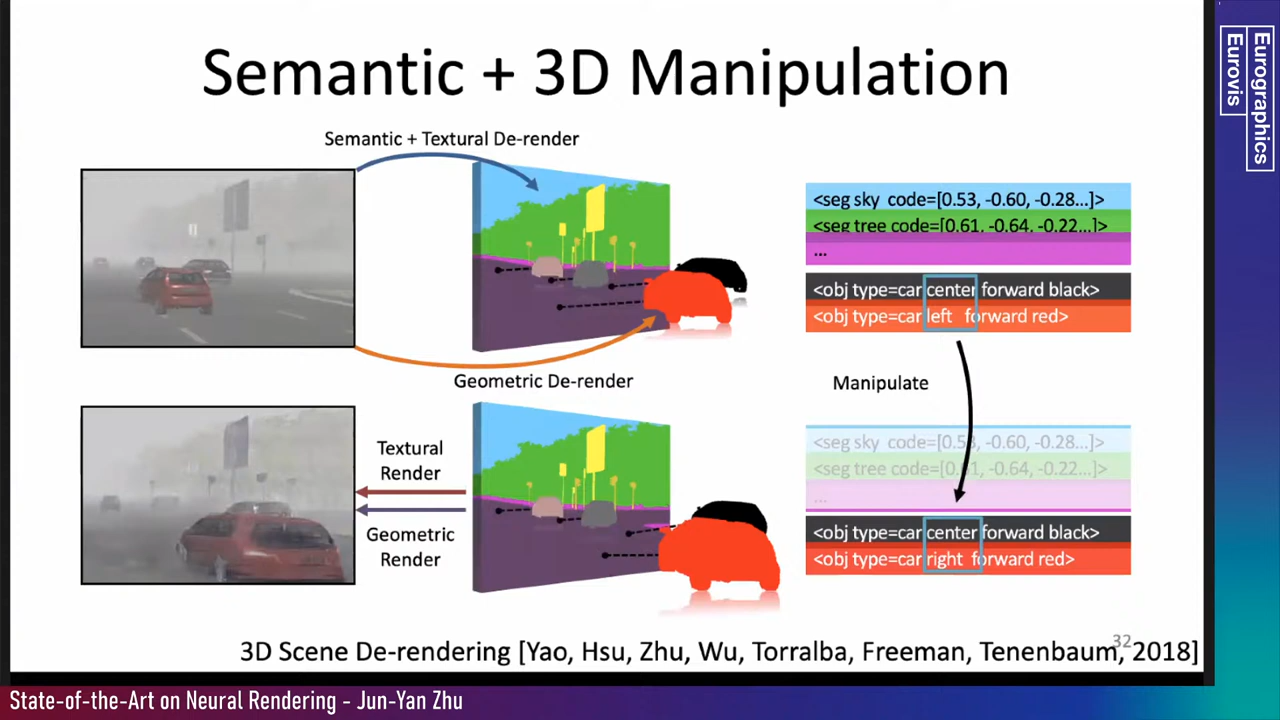 Semantic + 3D Manipulation
Eurographics
Eurovis
Semantic + Textural De-render
<seg sky code=[0.53, -0.60, -0.28...]>
<seg tree code=[0.61, -0.64, -0.22...]>
...
<obj type=car center forward black>
<obj type=car left forward red>
Geometric De-render
Manipulate
Textural
Render
Geometric
Render
<seg sky code=[0.53, -0.60, -0.28...]>
<seg tree code=[0.61, -0.64, -0.22...]>
...
<obj type=car center forward black>
<obj type=car right forward red>
32
3D Scene De-rendering [Yao, Hsu, Zhu, Wu, Torralba, Freeman, Tenenbaum, 2018]
State-of-the-Art on Neural Rendering – Jun-Yan Zhu